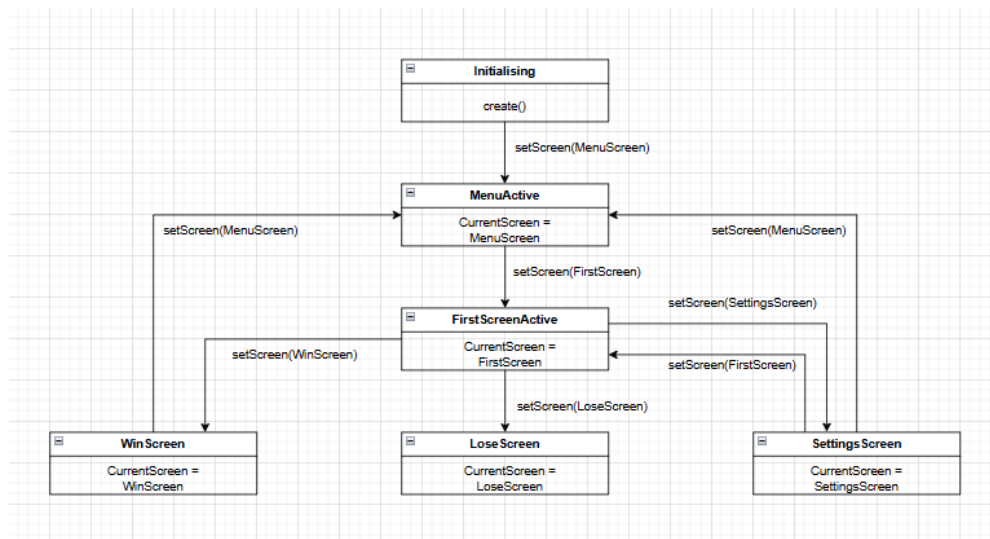 Initialising
create()
setScreen(MenuScreen)
MenuActive
CurrentScreen =
MenuScreen
setScreen(MenuScreen)
setScreen(MenuScreen)
setScreen(FirstScreen)
setScreen(SettingsScreen)
FirstScreenActive
CurrentScreen =
FirstScreen
setScreen(WinScreen)
setScreen(FirstScreen)
setScreen(LoseScreen)
WinScreen
CurrentScreen =
WinScreen
LoseScreen
CurrentScreen =
LoseScreen
SettingsScreen
CurrentScreen =
SettingsScreen